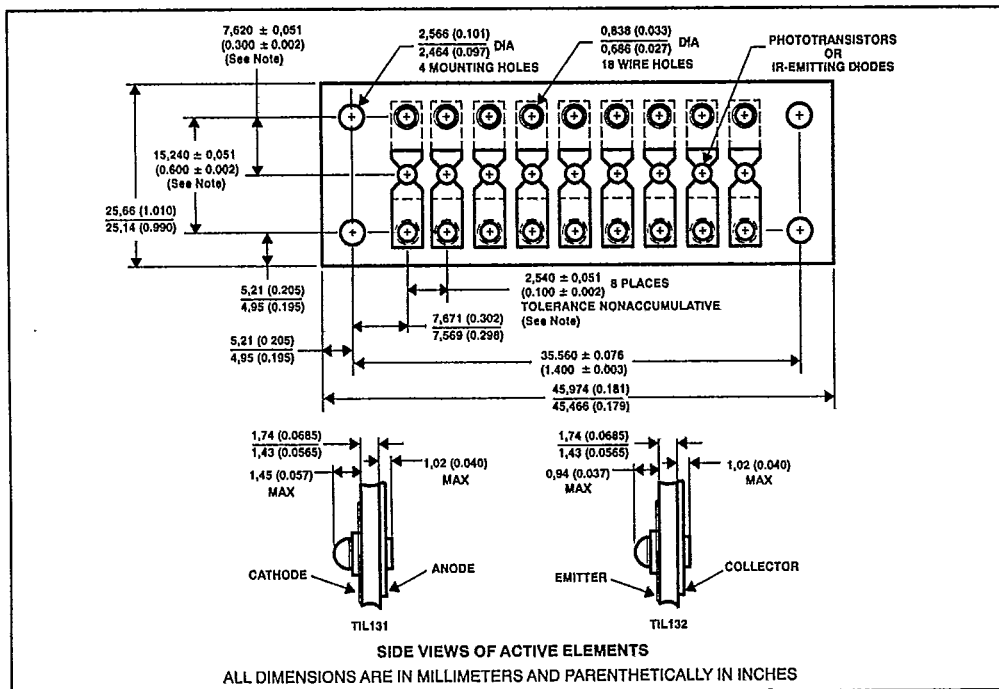 7,620 ± 0,051
(0.300 ± 0.002)
(See Note)
2,566 (0.101)
2,464 (0.097)
DIA
4 MOUNTING HOLES
0,838 (0.033)
0,686 (0.027)
DIA
18 WIRE HOLES
PHOTOTRANSISTORS
OR
IR-EMITTING DIODES
15,240 ± 0,051
(0.600 ± 0.002)
(See Note)
25,66 (1.010)
25,14 (0.990)
5,21 (0.205)
4,95 (0.195)
2,540 ± 0,051
(0.100 ± 0.002)
8 PLACES
TOLERANCE NONACCUMULATIVE
(See Note)
7,671 (0.302)
7,569 (0.298)
5,21 (0 205)
4,95 (0.195)
35.560 ± 0.076
(1.400 ± 0.003)
45,974 (0.181)
45,466 (0.179)
1,74 (0.0685)
1,43 (0.0565)
1,45 (0.057)
MAX
1,02 (0.040)
MAX
CATHODE
ANODE
TIL131
1,74 (0.0685)
1,43 (0.0565)
0,94 (0.037)
MAX
1,02 (0.040)
MAX
EMITTER
COLLECTOR
TIL132
SIDE VIEWS OF ACTIVE ELEMENTS
ALL DIMENSIONS ARE IN MILLIMETERS AND PARENTHETICALLY IN INCHES